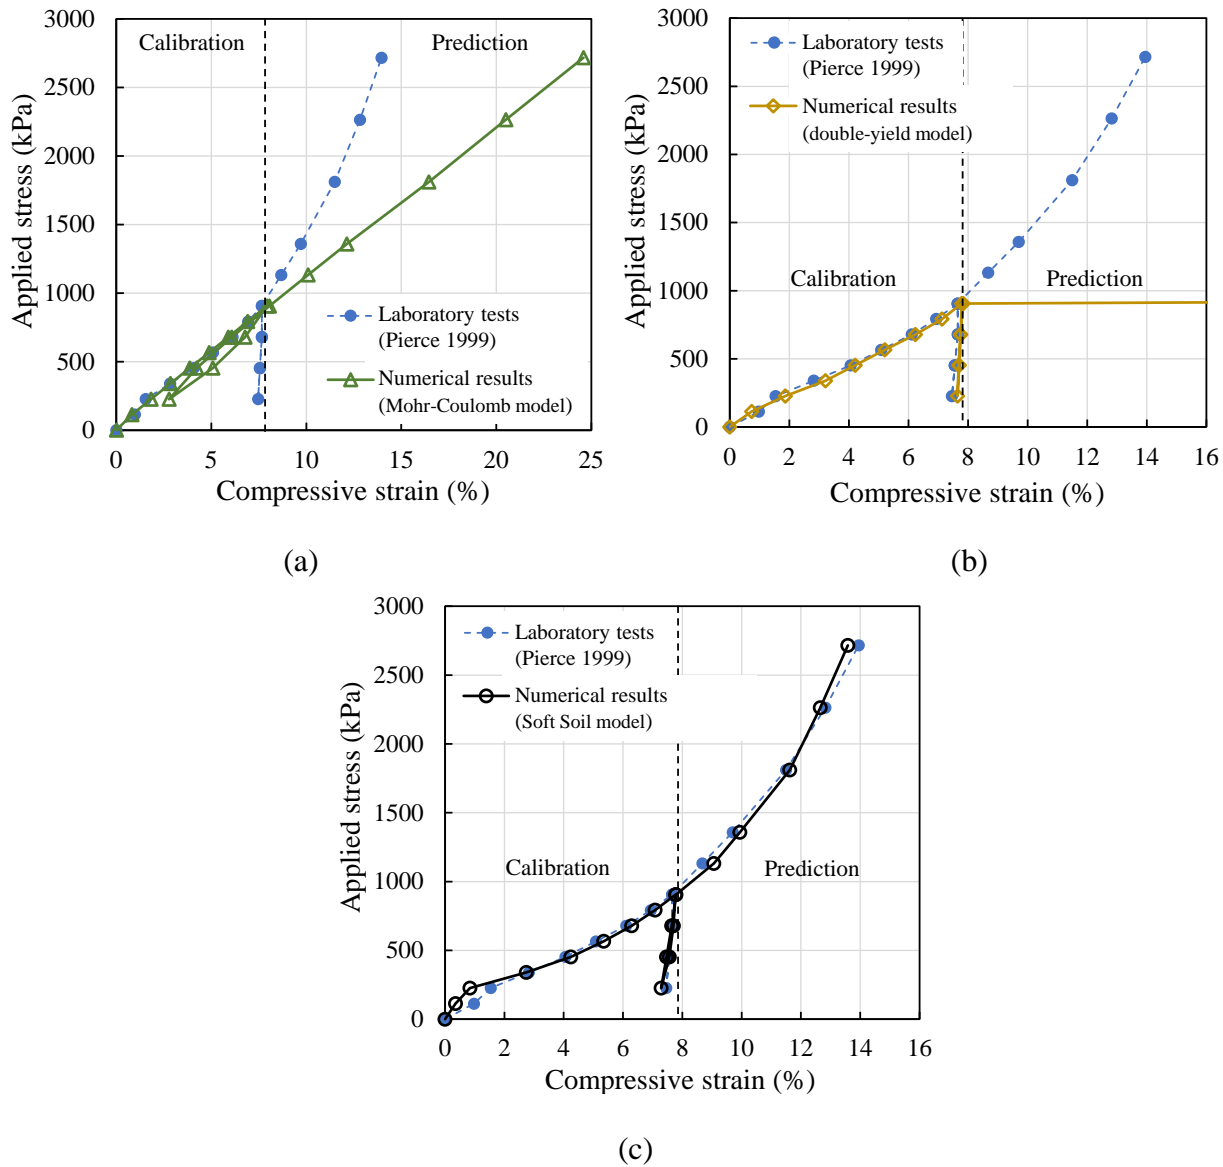 3000
2500
2000
1500
1000
500
0
Applied stress (kPa)
Calibration
Prediction
Laboratory tests
(Pierce 1999)
Numerical results
(Mohr-Coulomb model)
0
5
10
15
20
25
Compressive strain (%)
(a)
3000
2500
2000
1500
1000
500
0
Applied stress (kPa)
Laboratory tests
(Pierce 1999)
Numerical results
(double-yield model)
Calibration
Prediction
0
2
4
6
8
10
12
14
16
Compressive strain (%)
(b)
3000
2500
2000
1500
1000
500
0
Applied stress (kPa)
Laboratory tests
(Pierce 1999)
Numerical results
(Soft Soil model)
Calibration
Prediction
0
2
4
6
8
10
12
14
16
Compressive strain (%)
(c)